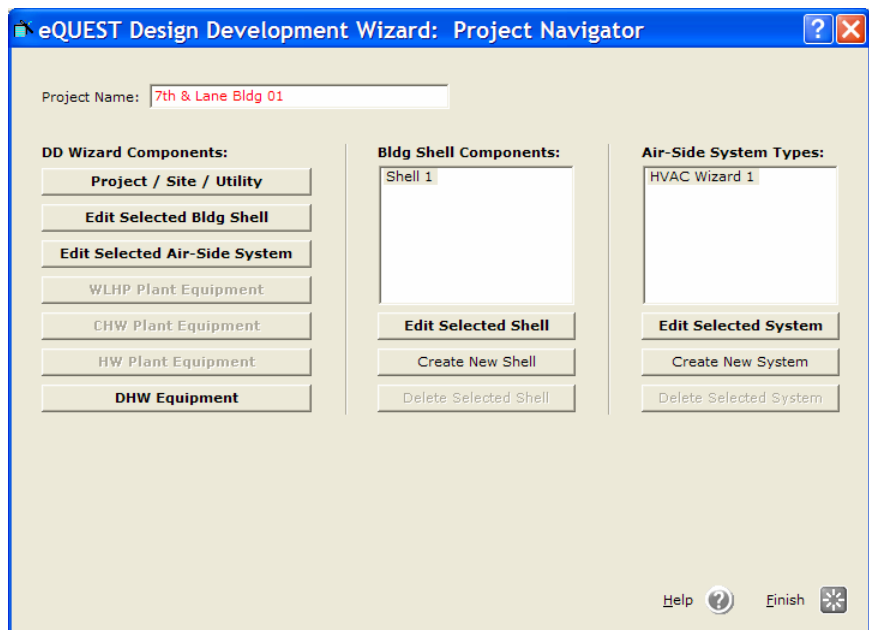 eQUEST Design Development Wizard: Project Navigator
Project Name: 7th & Lane Bldg 01
DD Wizard Components:
Project / Site / Utility
Edit Selected Bldg Shell
Edit Selected Air-Side System
WLHP Plant Equipment
CHW Plant Equipment
HW Plant Equipment
DHW Equipment
Bldg Shell Components:
Shell 1
Edit Selected Shell
Create New Shell
Delete Selected Shell
Air-Side System Types:
HVAC Wizard 1
Edit Selected System
Create New System
Delete Selected System
Help ? Finish